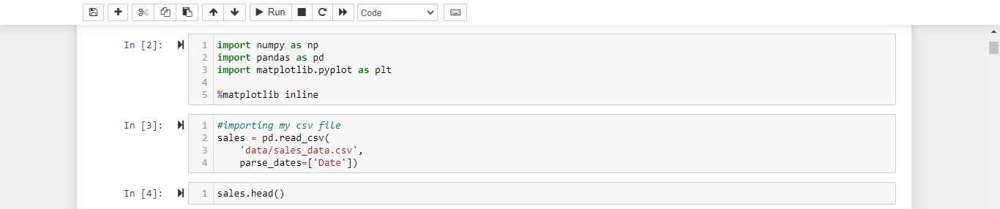 Run
Code
In [2]:
1 import numpy as np
2 import pandas as pd
3 import matplotlib.pyplot as plt
4
5 %matplotlib inline
In [3]:
1 #importing my csv file
2 sales = pd.read_csv(
3     'data/sales_data.csv',
4     parse_dates=['Date'])
In [4]:
1 sales.head()